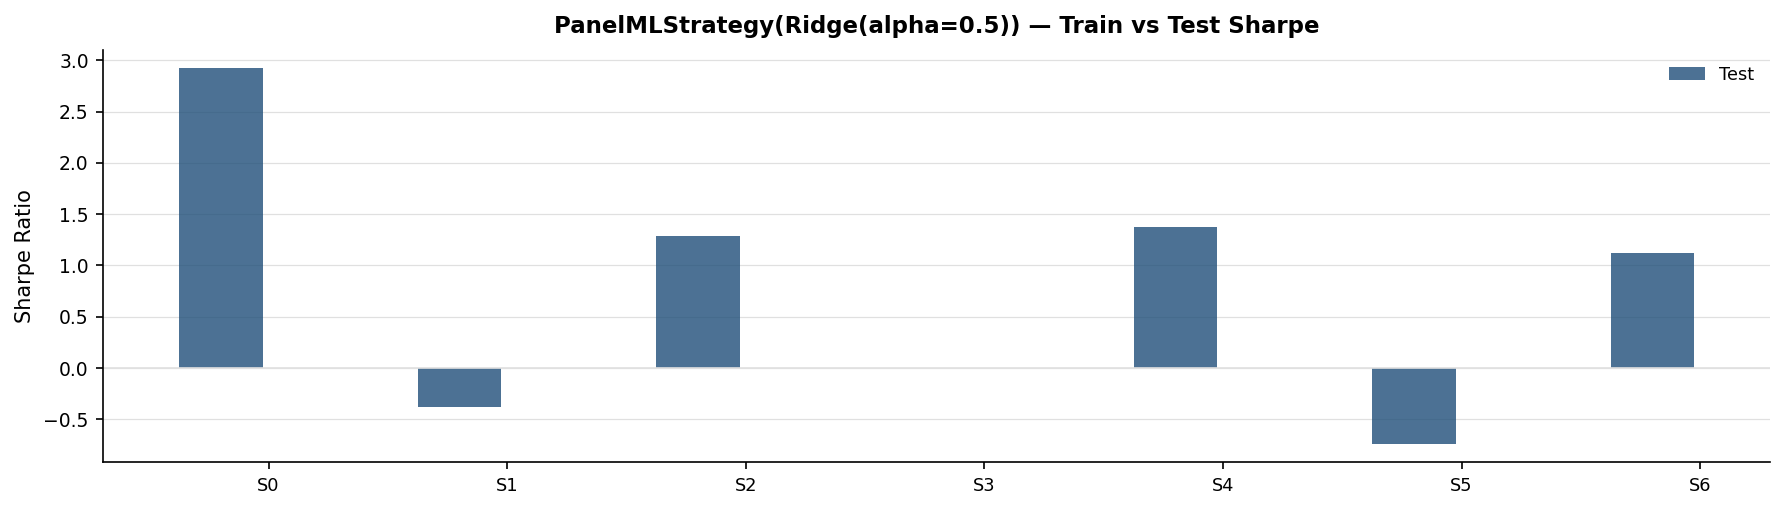 PanelMLStrategy(Ridge(alpha=0.5)) — Train vs Test Sharpe
Test
Sharpe Ratio
3.0
2.5
2.0
1.5
1.0
0.5
0.0
−0.5
S0 S1 S2 S3 S4 S5 S6